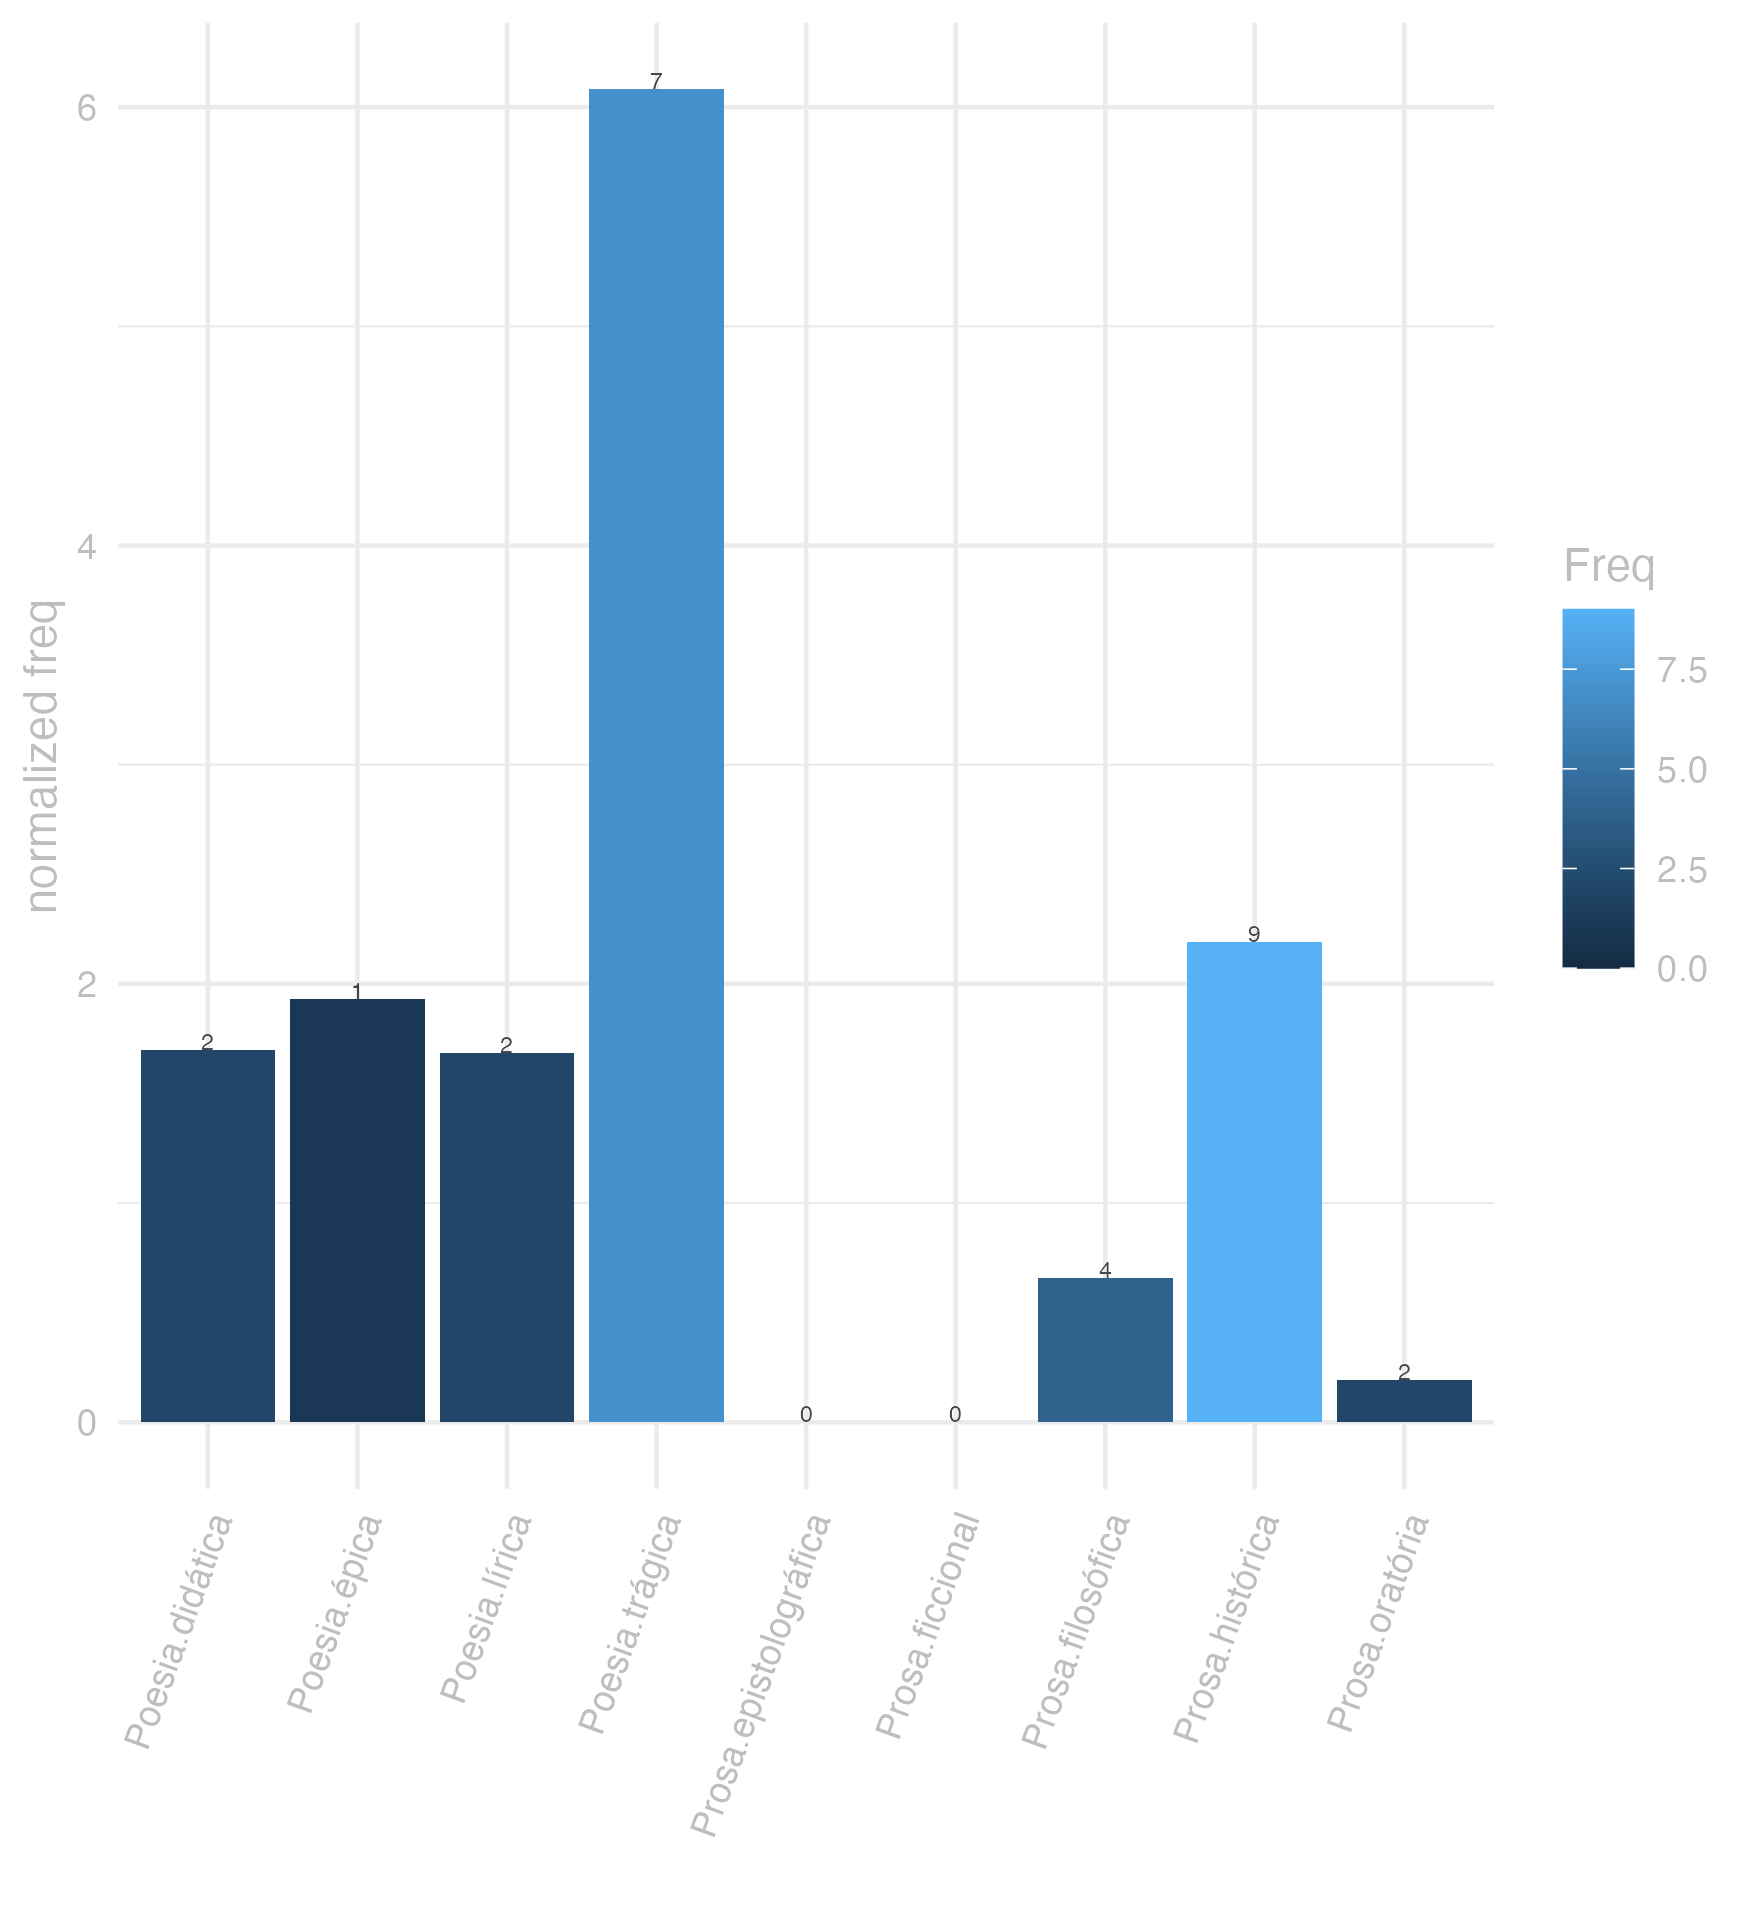 normalized freq
6
4
2
0
7
1
2
2
9
4
2
0
0
Poesia.didática
Poesia.épica
Poesia.lírica
Poesia.trágica
Prosa.epistolográfica
Prosa.ficcional
Prosa.filosófica
Prosa.histórica
Prosa.oratória
Freq
7.5
5.0
2.5
0.0